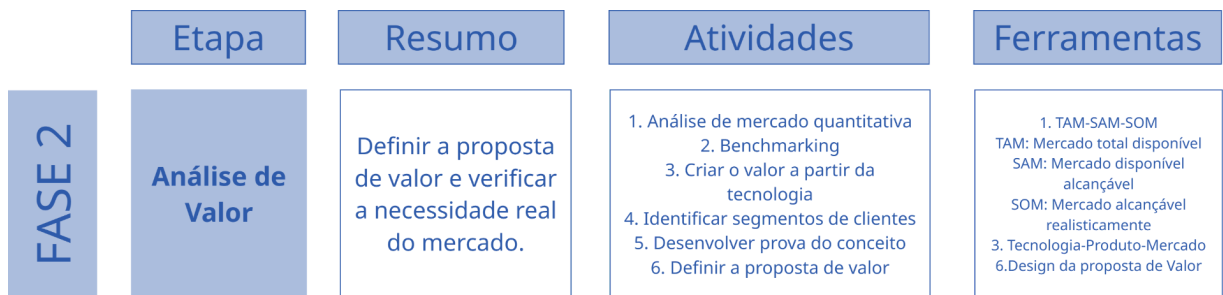 Etapa
Resumo
Atividades
Ferramentas
FASE 2
Análise de
Valor
Definir a proposta
de valor e verificar
a necessidade real
do mercado.
1. Análise de mercado quantitativa
2. Benchmarking
3. Criar o valor a partir da
tecnologia
4. Identificar segmentos de clientes
5. Desenvolver prova do conceito
6. Definir a proposta de valor
1. TAM-SAM-SOM
TAM: Mercado total disponível
SAM: Mercado disponível
alcançável
SOM: Mercado alcançável
realisticamente
3. Tecnologia-Produto-Mercado
6.Design da proposta de Valor